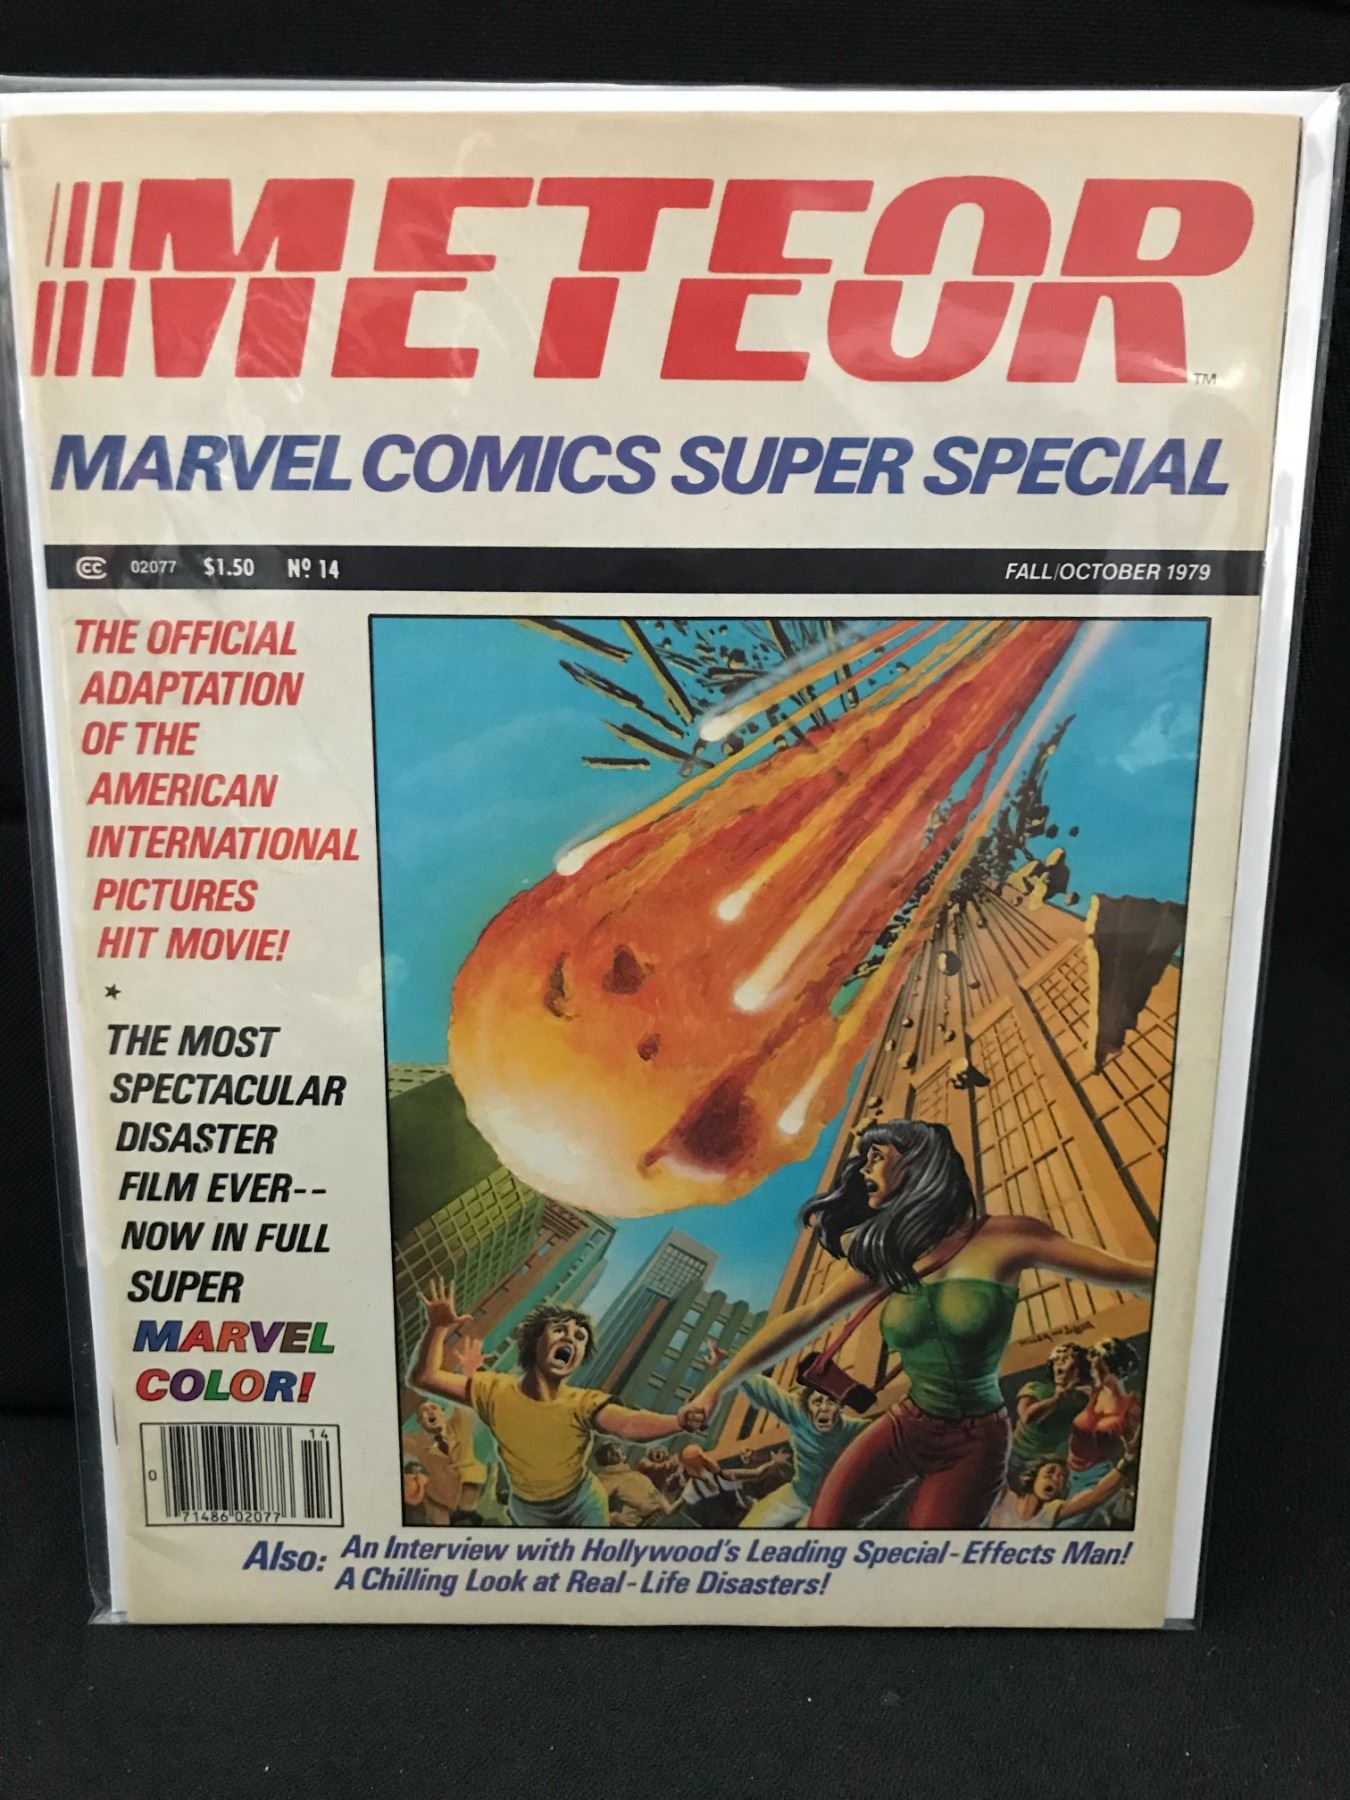 METEOR
TM
MARVEL COMICS SUPER SPECIAL
CC 02077 $1.50 Nº 14 FALL/OCTOBER 1979
THE OFFICIAL
ADAPTATION
OF THE
AMERICAN
INTERNATIONAL
PICTURES
HIT MOVIE!
★
THE MOST
SPECTACULAR
DISASTER
FILM EVER--
NOW IN FULL
SUPER
MARVEL
COLOR!
14
0
71486 02077
Also: An Interview with Hollywood's Leading Special-Effects Man!
A Chilling Look at Real-Life Disasters!